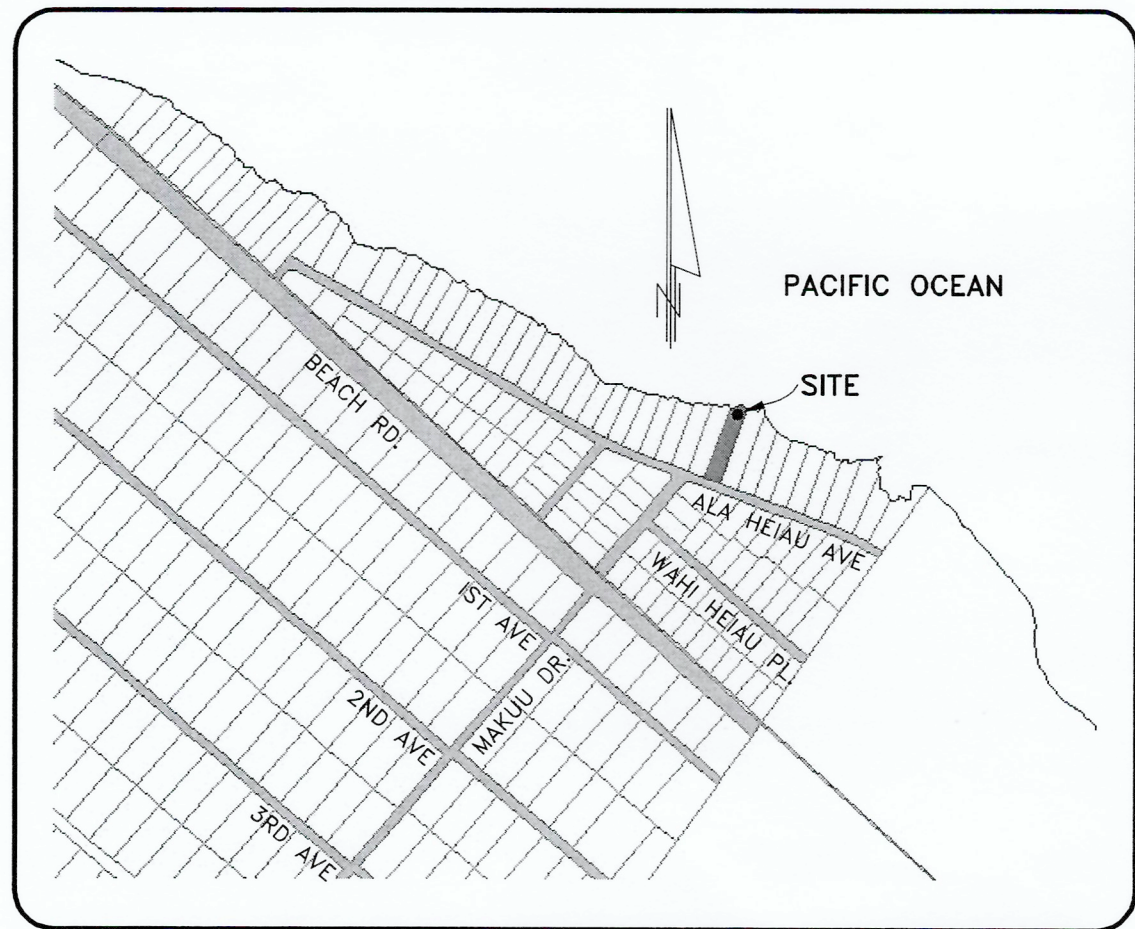 N
PACIFIC OCEAN
SITE
BEACH RD.
ALA HEIAU AVE
WAHI HEIAU PL.
1ST AVE
MAKUU DR.
2ND AVE
3RD AVE